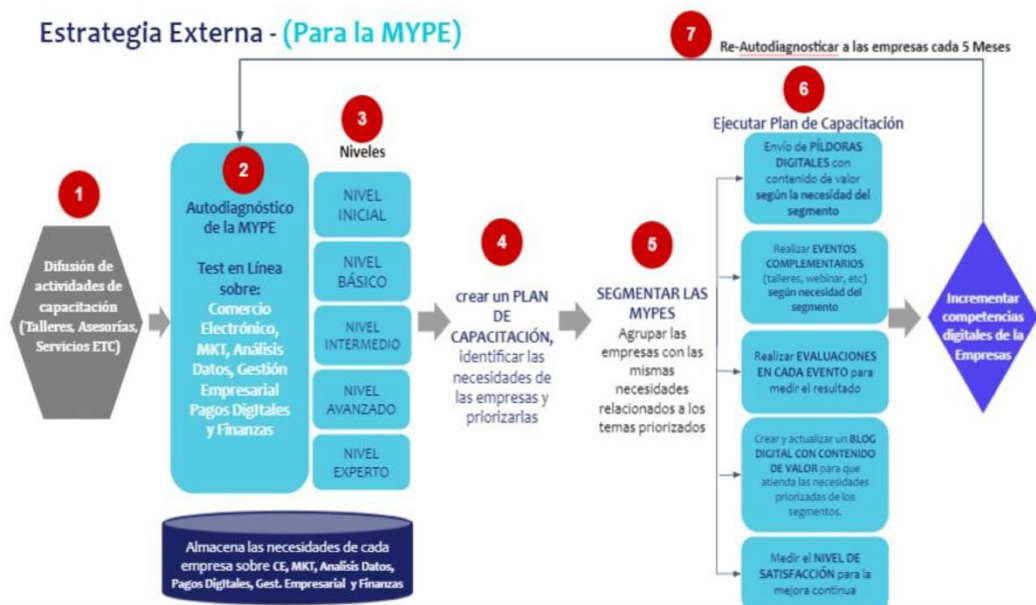 Estrategia Externa - (Para la MYPE)
7
Re-Autodiagnosticar a las empresas cada 5 Meses
1
Difusión de
actividades de
capacitación
(Talleres, Asesorías,
Servicios ETC)
2
Autodiagnóstico
de la MYPE
Test en Línea
sobre:
Comercio
Electrónico,
MKT, Análisis
Datos, Gestión
Empresarial
Pagos Digitales
y Finanzas
3
Niveles
NIVEL
INICIAL
NIVEL
BÁSICO
NIVEL
INTERMEDIO
NIVEL
AVANZADO
NIVEL
EXPERTO
Almacena las necesidades de cada
empresa sobre CE, MKT, Analisis Datos,
Pagos Digitales, Gest. Empresarial y Finanzas
4
crear un PLAN
DE
CAPACITACIÓN,
identificar las
necesidades de
las empresas y
priorizarlas
5
SEGMENTAR LAS
MYPES
Agrupar las
empresas con las
mismas
necesidades
relacionados a los
temas priorizados
6
Ejecutar Plan de Capacitación
Envío de PÍLDORAS
DIGITALES con
contenido de valor
según la necesidad del
segmento
Realizar EVENTOS
COMPLEMENTARIOS
(talleres, webinar, etc)
según necesidad del
segmento
Realizar EVALUACIONES
EN CADA EVENTO para
medir el resultado
Crear y actualizar un BLOG
DIGITAL CON CONTENIDO
DE VALOR para que
atienda las necesidades
priorizadas de los
segmentos.
Medir el NIVEL DE
SATISFACCIÓN para la
mejora continua
Incrementar
competencias
digitales de la
Empresas